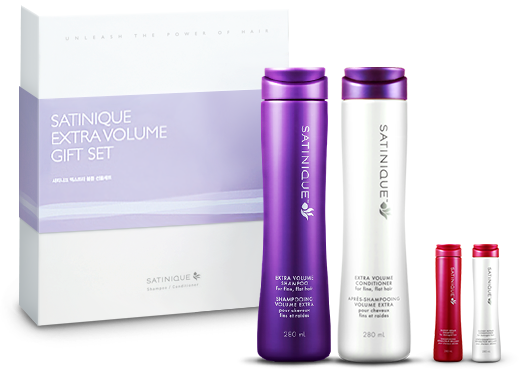 UNLEASH THE POWER OF HAIR
SATINIQUE
EXTRA VOLUME
GIFT SET
SATINIQUE
Shampoo | Conditioner
SATINIQUE
EXTRA VOLUME
SHAMPOO
for fine, flat hair
SHAMPOOING
VOLUME EXTRA
pour cheveux
fins et raides
280 mL
SATINIQUE
EXTRA VOLUME
CONDITIONER
for fine, flat hair
APRÈS-SHAMPOOING
VOLUME EXTRA
pour cheveux
fins et raides
280 mL
SATINIQUE
SATINIQUE